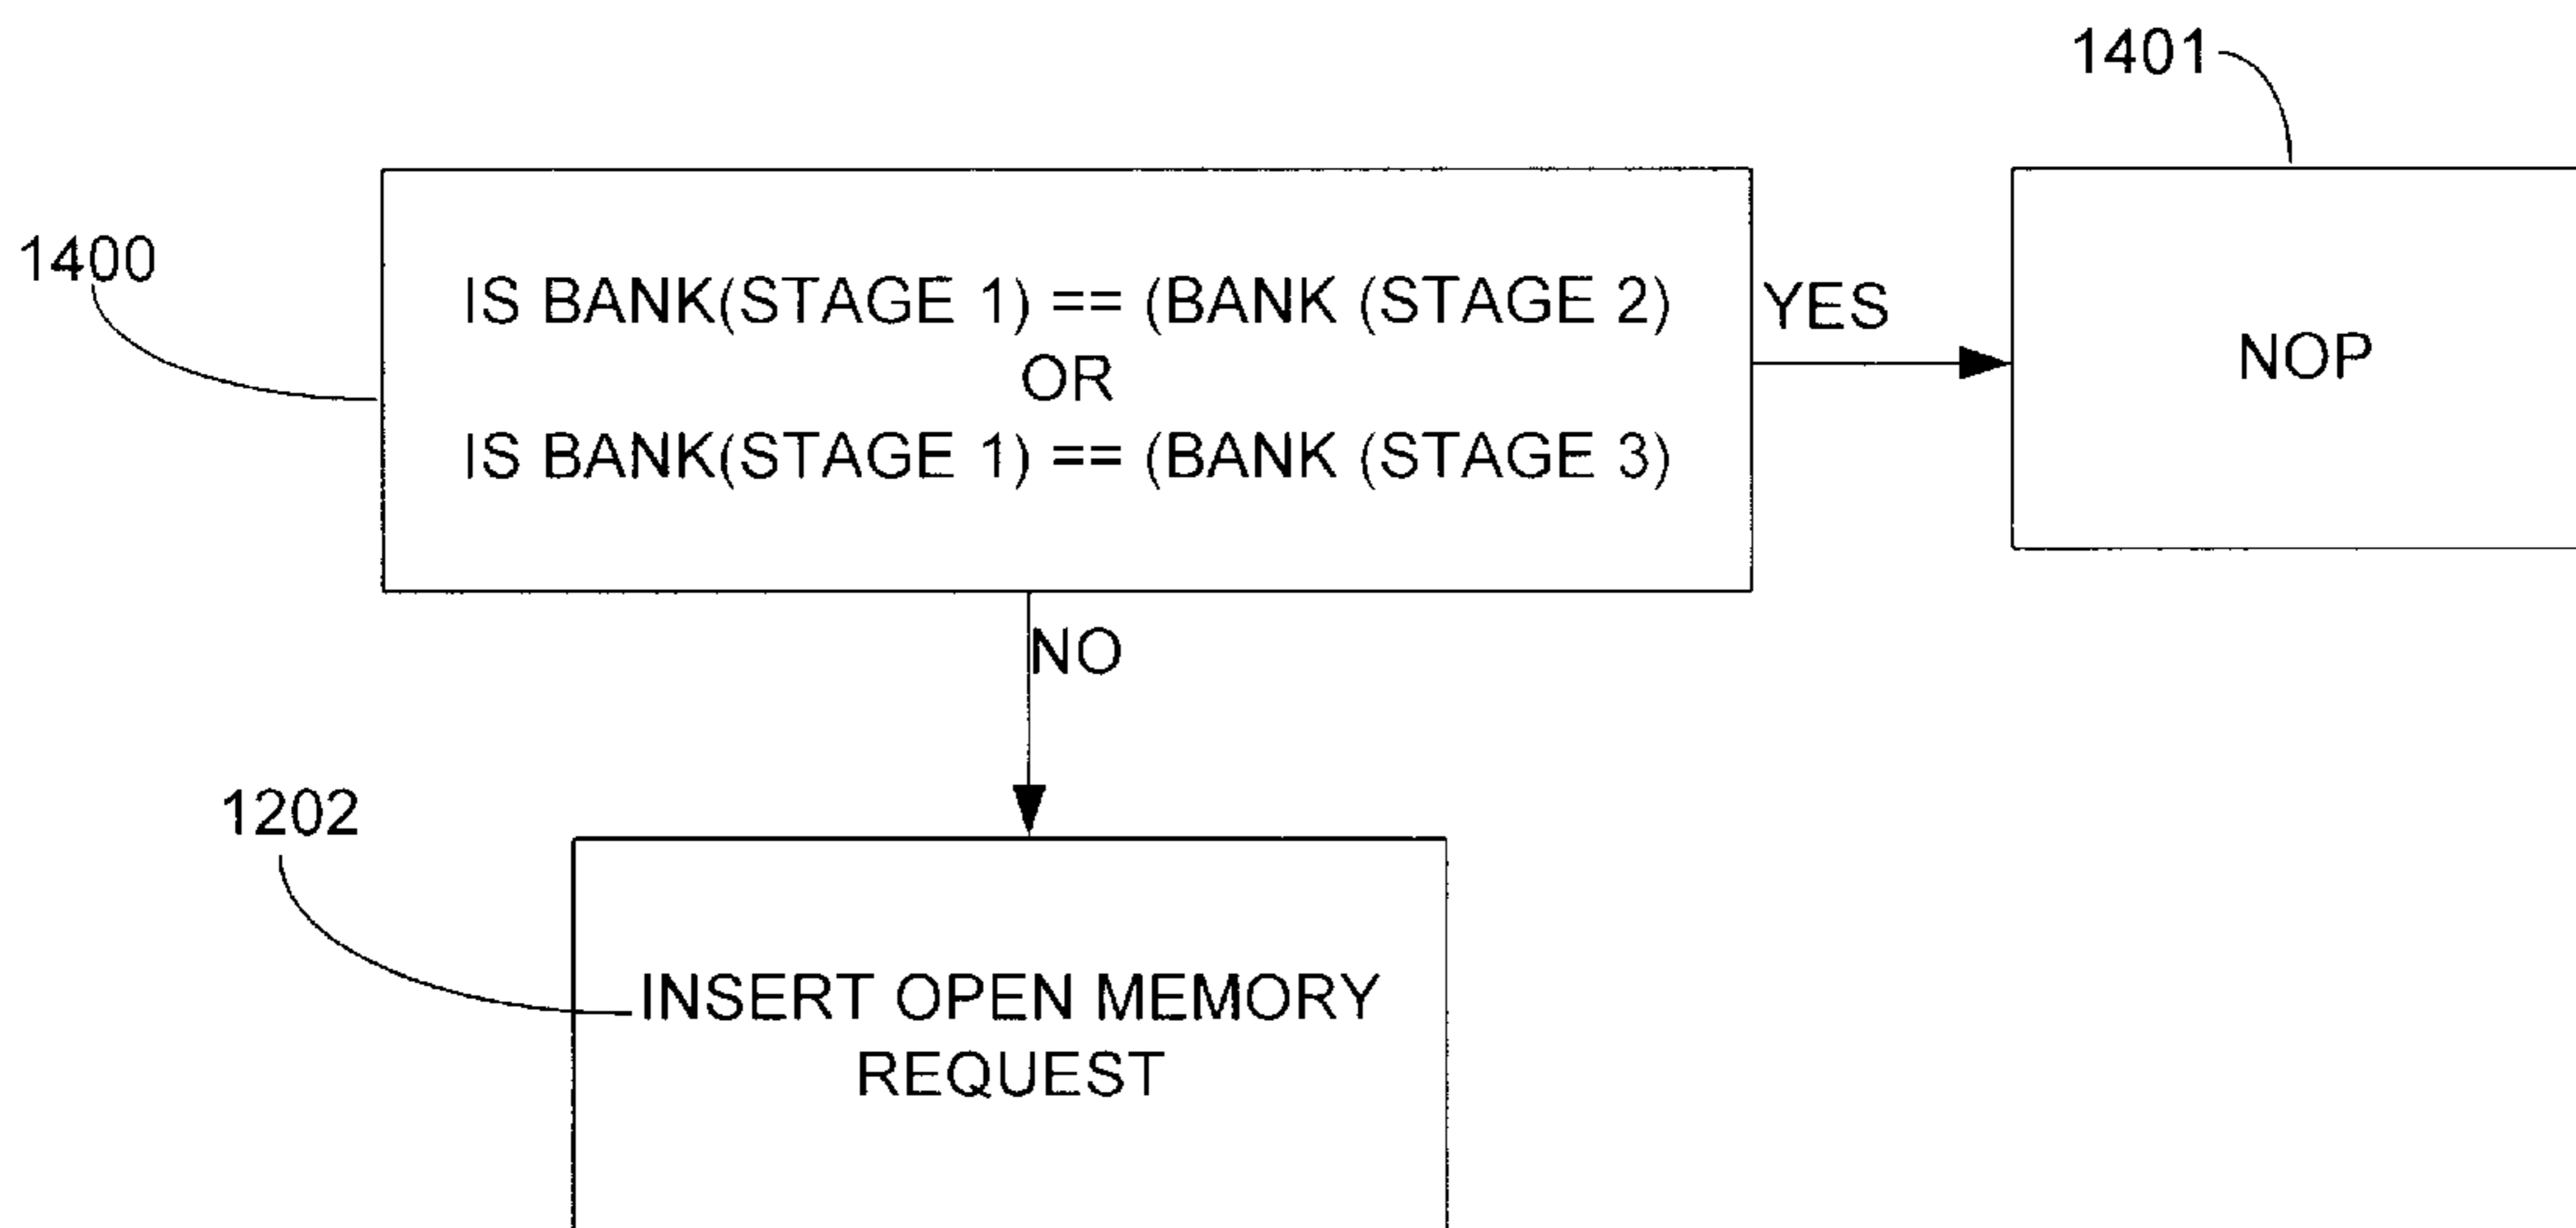 1401
1400
IS BANK(STAGE 1) == (BANK (STAGE 2)
OR
IS BANK(STAGE 1) == (BANK (STAGE 3)
YES
NOP
NO
1202
INSERT OPEN MEMORY
REQUEST